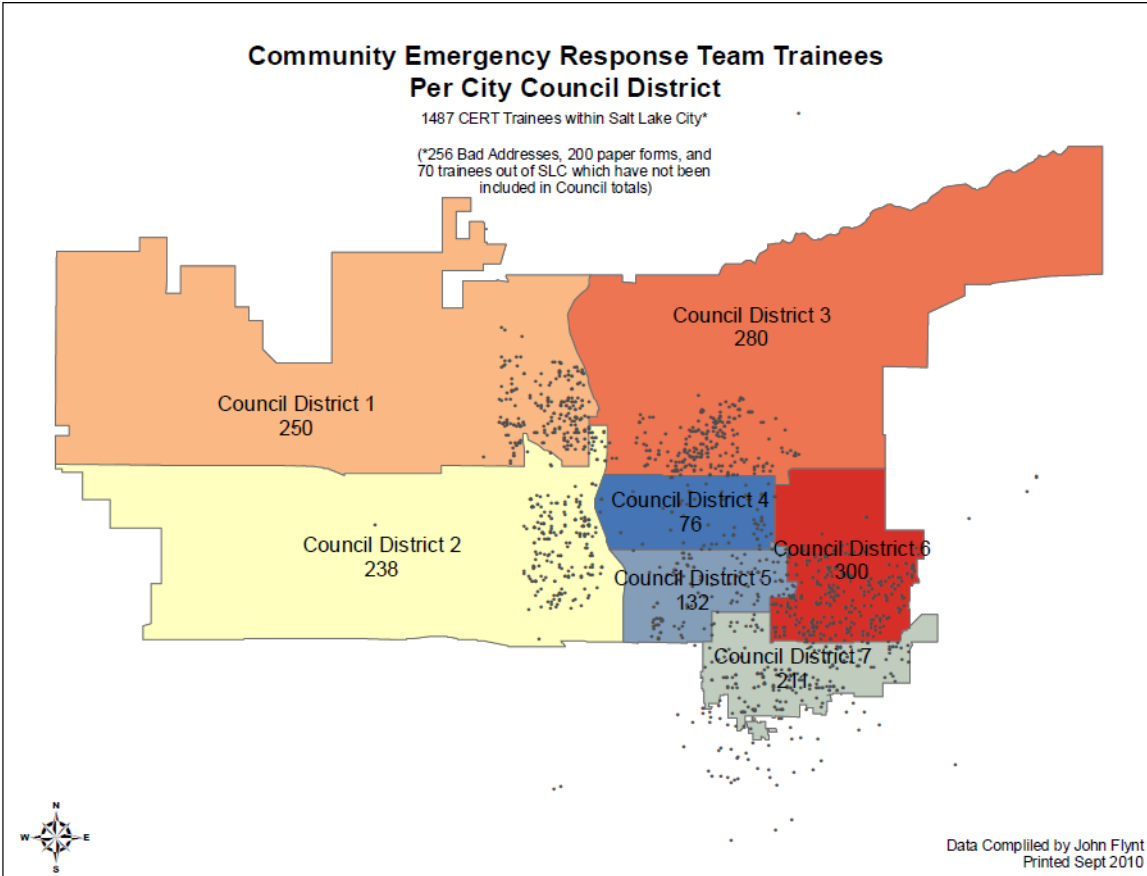 Community Emergency Response Team Trainees
Per City Council District
1487 CERT Trainees within Salt Lake City*
(*256 Bad Addresses, 200 paper forms, and
70 trainees out of SLC which have not been
included in Council totals)
Council District 3
280
Council District 1
250
Council District 4
76
Council District 2
238
Council District 6
300
Council District 5
132
Council District 7
211
N
W
E
S
Data Compliled by John Flynt
Printed Sept 2010